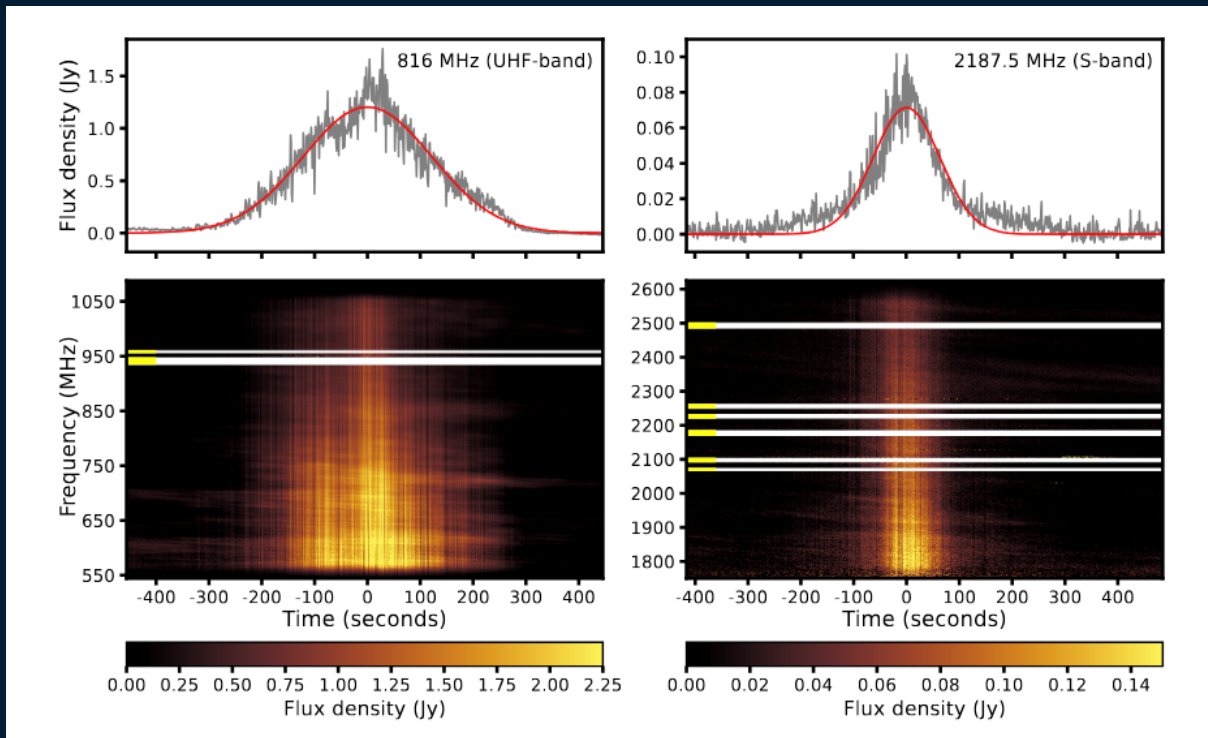 816 MHz (UHF-band)
Flux density (Jy)
1.5
1.0
0.5
0.0
2187.5 MHz (S-band)
0.10
0.08
0.06
0.04
0.02
0.00
Frequency (MHz)
1050
950
850
750
650
550
-400 -300 -200 -100 0 100 200 300 400
Time (seconds)
2600
2500
2400
2300
2200
2100
2000
1900
1800
-400 -300 -200 -100 0 100 200 300 400
Time (seconds)
0.00 0.25 0.50 0.75 1.00 1.25 1.50 1.75 2.00 2.25
Flux density (Jy)
0.00 0.02 0.04 0.06 0.08 0.10 0.12 0.14
Flux density (Jy)